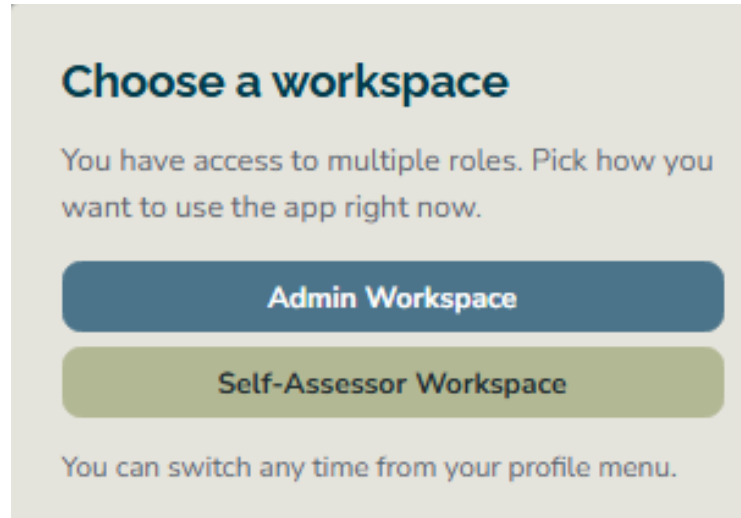 Choose a workspace
You have access to multiple roles. Pick how you
want to use the app right now.
Admin Workspace
Self-Assessor Workspace
You can switch any time from your profile menu.